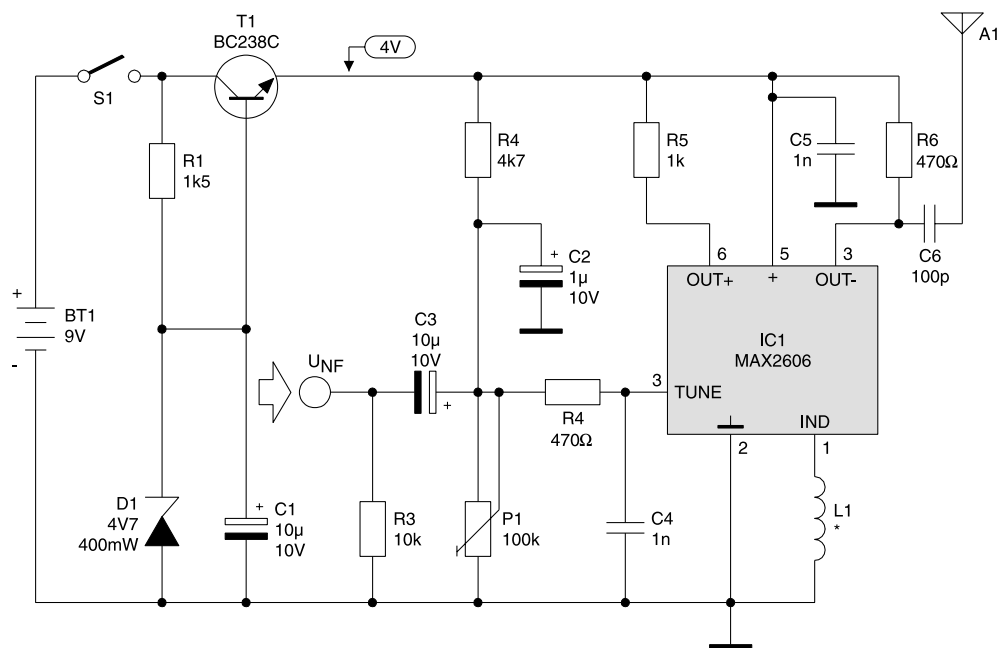 T1
BC238C
4V
A1
S1
R1
1k5
R4
4k7
R5
1k
C5
1n
R6
470Ω
C6
100p
C2
1µ
10V
+
6
5
3
OUT+
+
OUT-
IC1
MAX2606
3
TUNE
IND
2
1
+
BT1
9V
-
C3
10µ
10V
+
UNF
R4
470Ω
D1
4V7
400mW
+
C1
10µ
10V
R3
10k
P1
100k
C4
1n
L1
*